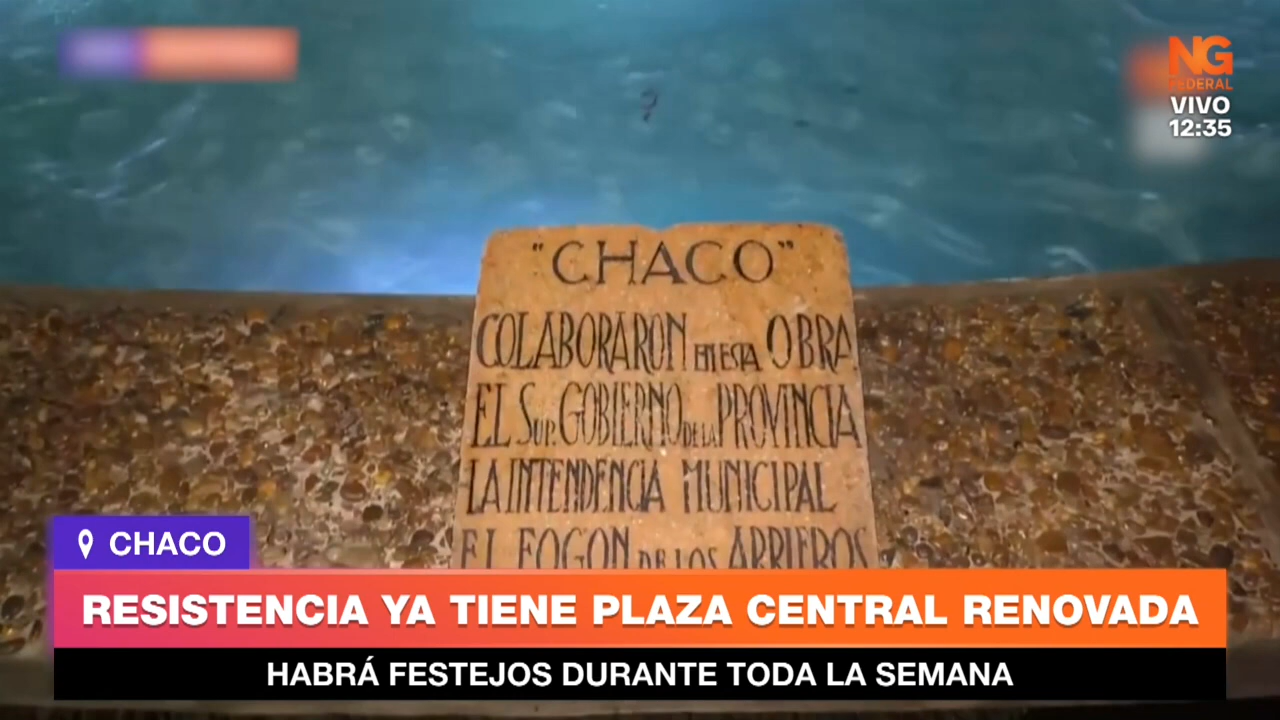 NG
FEDERAL
VIVO
12:35
"CHACO"
COLABORARON EN ESTA OBRA
EL SUP. GOBIERNO DE LA PROVINCIA
LA INTENDENCIA MUNICIPAL
EL FOGON DE LOS ARRIEROS
CHACO
RESISTENCIA YA TIENE PLAZA CENTRAL RENOVADA
HABRÁ FESTEJOS DURANTE TODA LA SEMANA